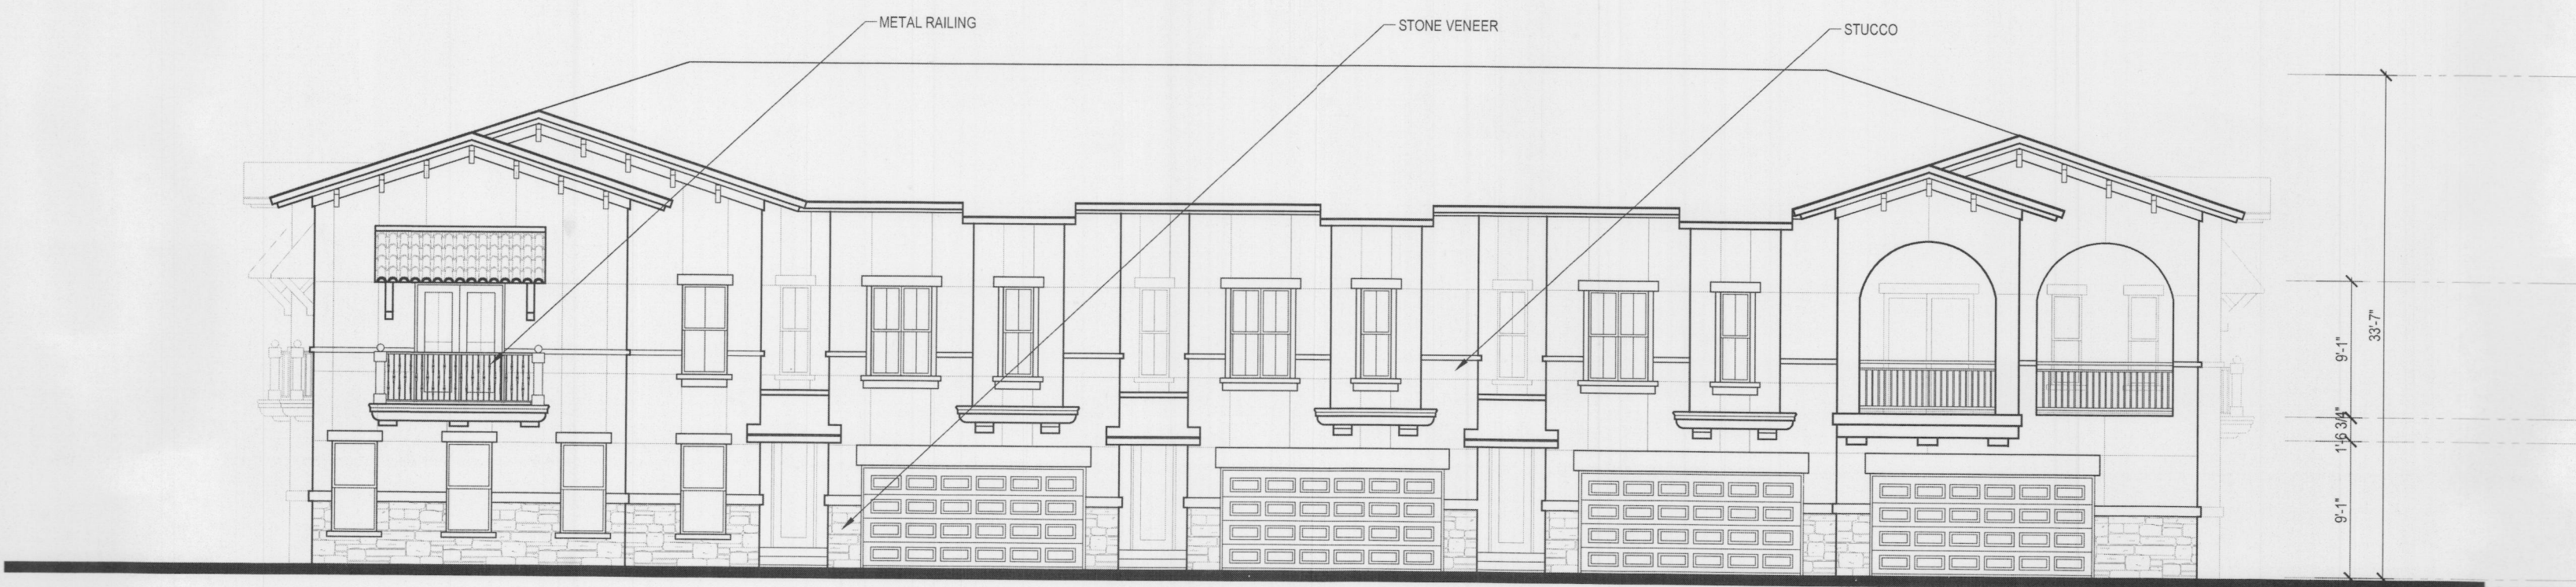 METAL RAILING
STONE VENEER
STUCCO
33'-7"
9'-1"
1'-6 3/4"
9'-1"